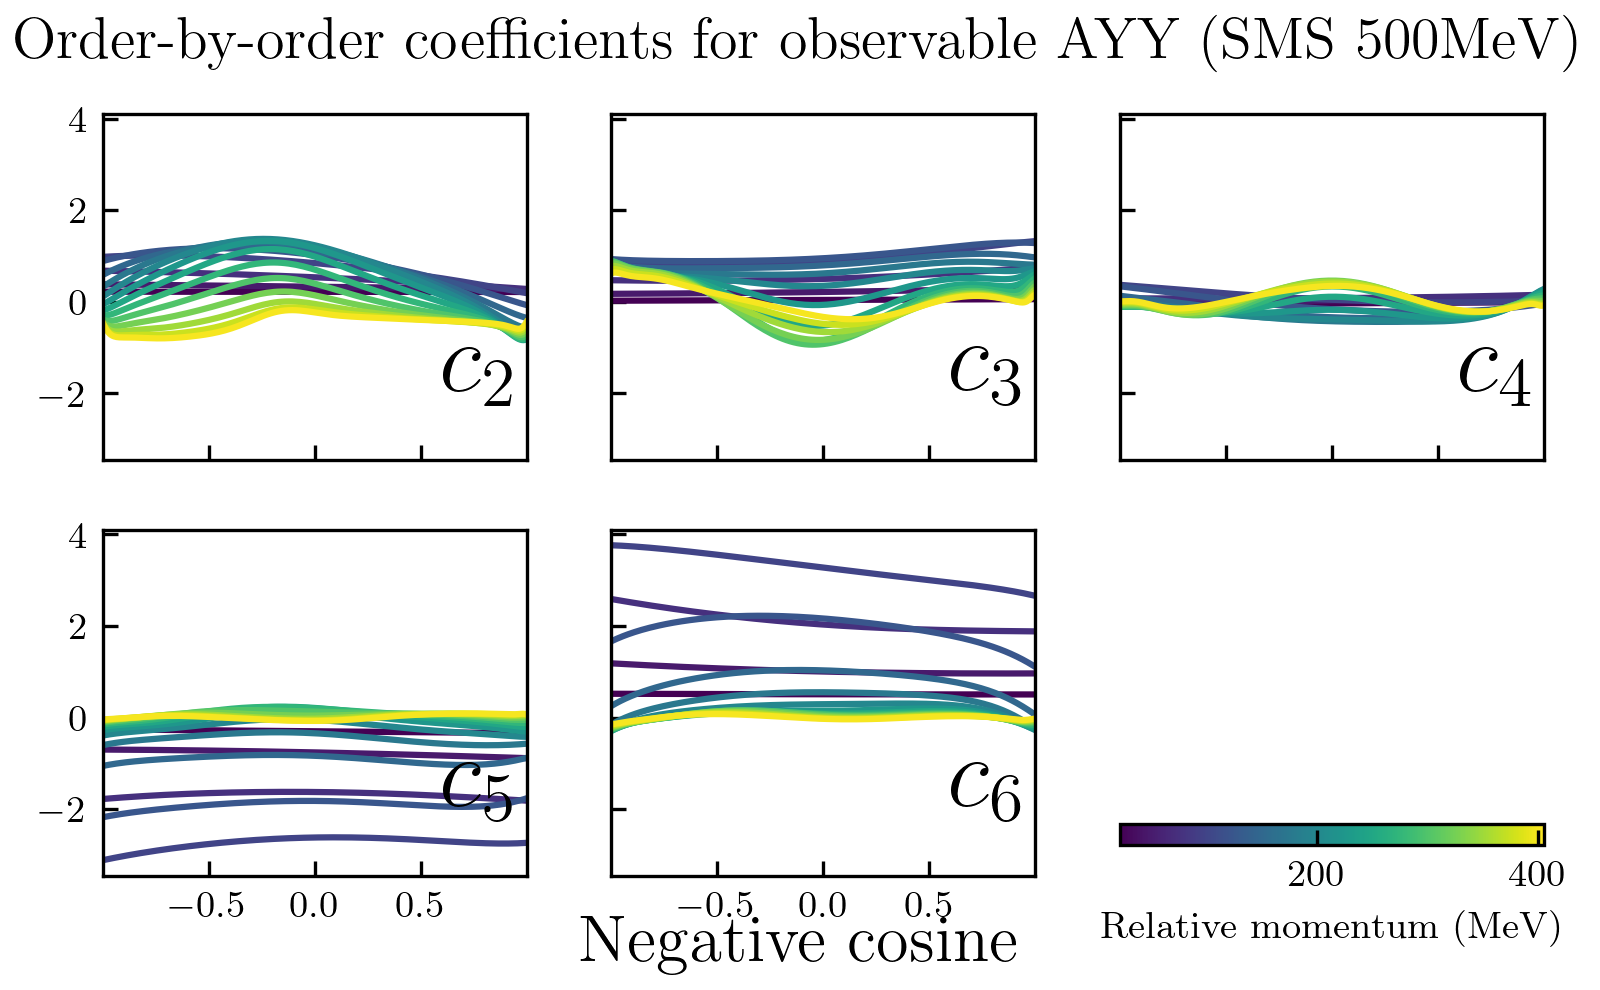 Order-by-order coefficients for observable AYY (SMS 500MeV)
4
2
0
−2
c2
c3
c4
4
2
0
−2
c5
c6
−0.5 0.0 0.5
−0.5 0.0 0.5
200 400
Relative momentum (MeV)
Negative cosine